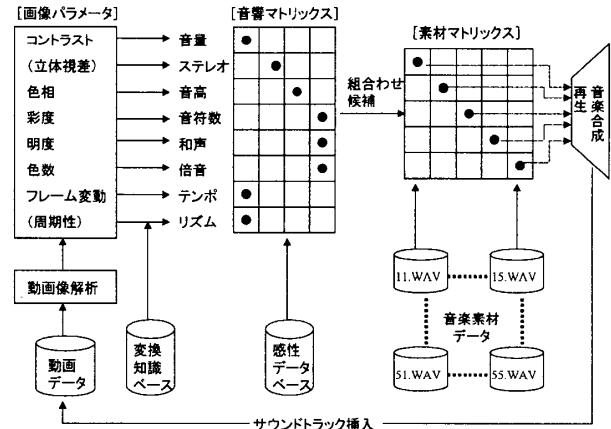 [画像パラメータ]
コントラスト
(立体視差)
色相
彩度
明度
色数
フレーム変動
(周期性)
音量
ステレオ
音高
音符数
和声
倍音
テンポ
リズム
[音響マトリックス]
組合わせ
候補
[素材マトリックス]
音楽合成
再生
動画像解析
動画
データ
変換
知識
ベース
感性
データ
ベース
11.WAV
15.WAV
音楽素材
データ
51.WAV
55.WAV
サウンドトラック挿入